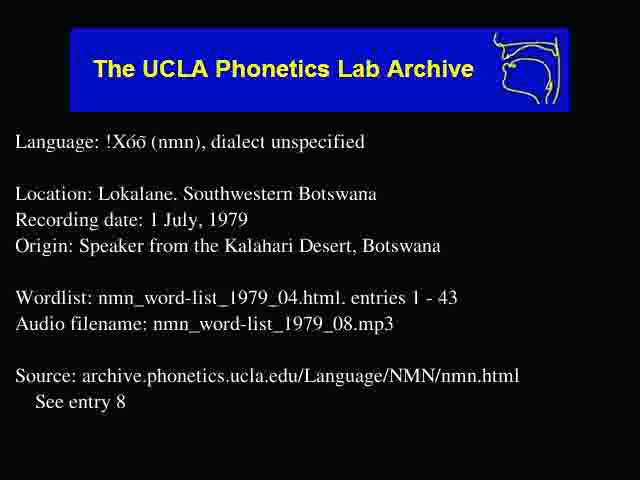 The UCLA Phonetics Lab Archive
Language: !Xóõ (nmn), dialect unspecified
Location: Lokalane. Southwestern Botswana
Recording date: 1 July, 1979
Origin: Speaker from the Kalahari Desert, Botswana
Wordlist: nmn_word-list_1979_04.html. entries 1 - 43
Audio filename: nmn_word-list_1979_08.mp3
Source: archive.phonetics.ucla.edu/Language/NMN/nmn.html
See entry 8